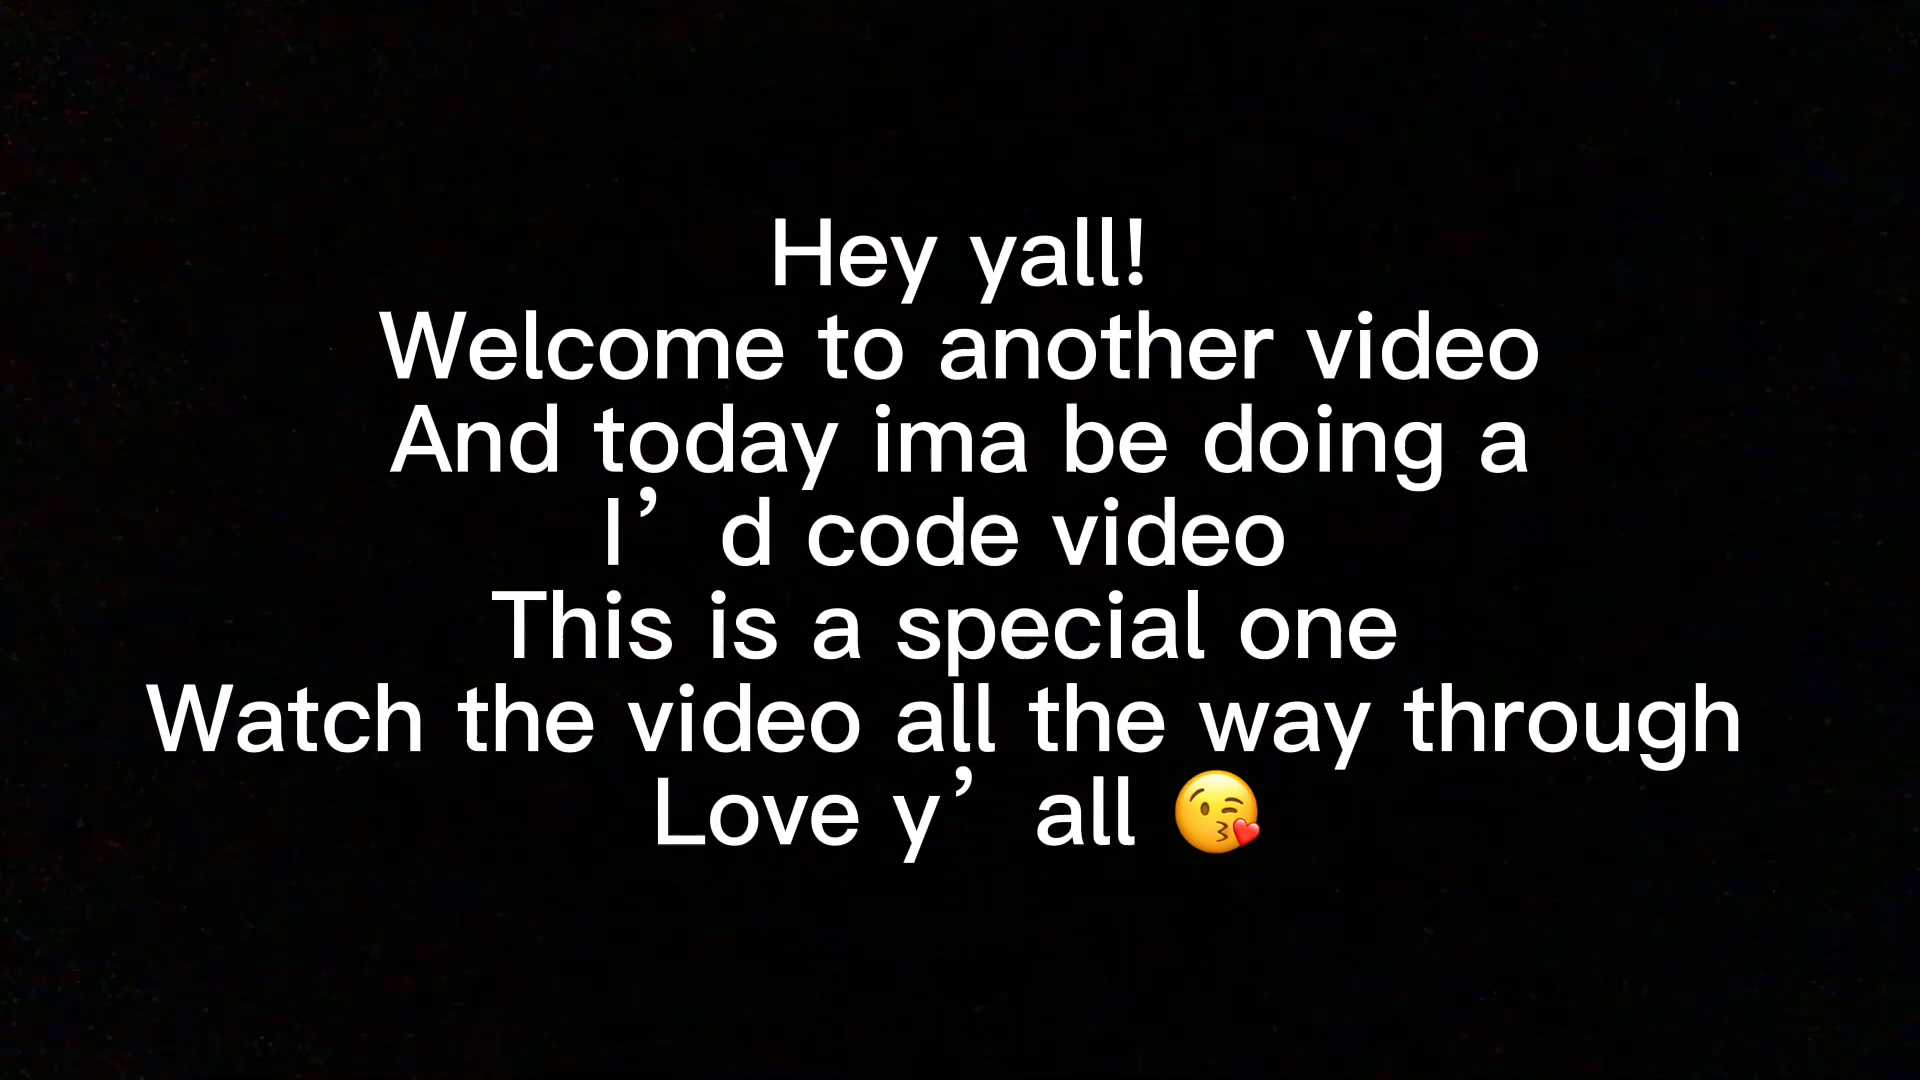 Hey yall!
Welcome to another video
And today ima be doing a
I’d code video
This is a special one
Watch the video all the way through
Love y’all 😘